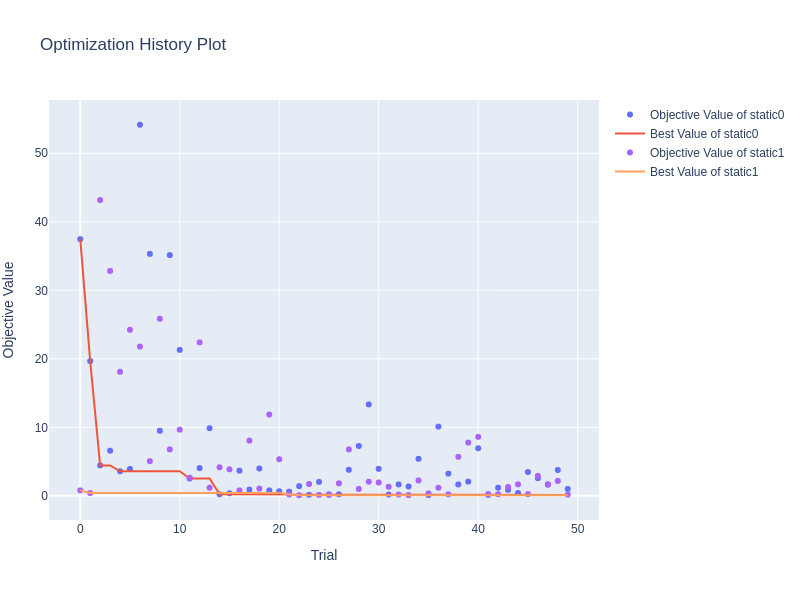 Optimization History Plot
Objective Value of static0
Best Value of static0
Objective Value of static1
Best Value of static1
50
40
30
20
10
0
Objective Value
0
10
20
30
40
50
Trial